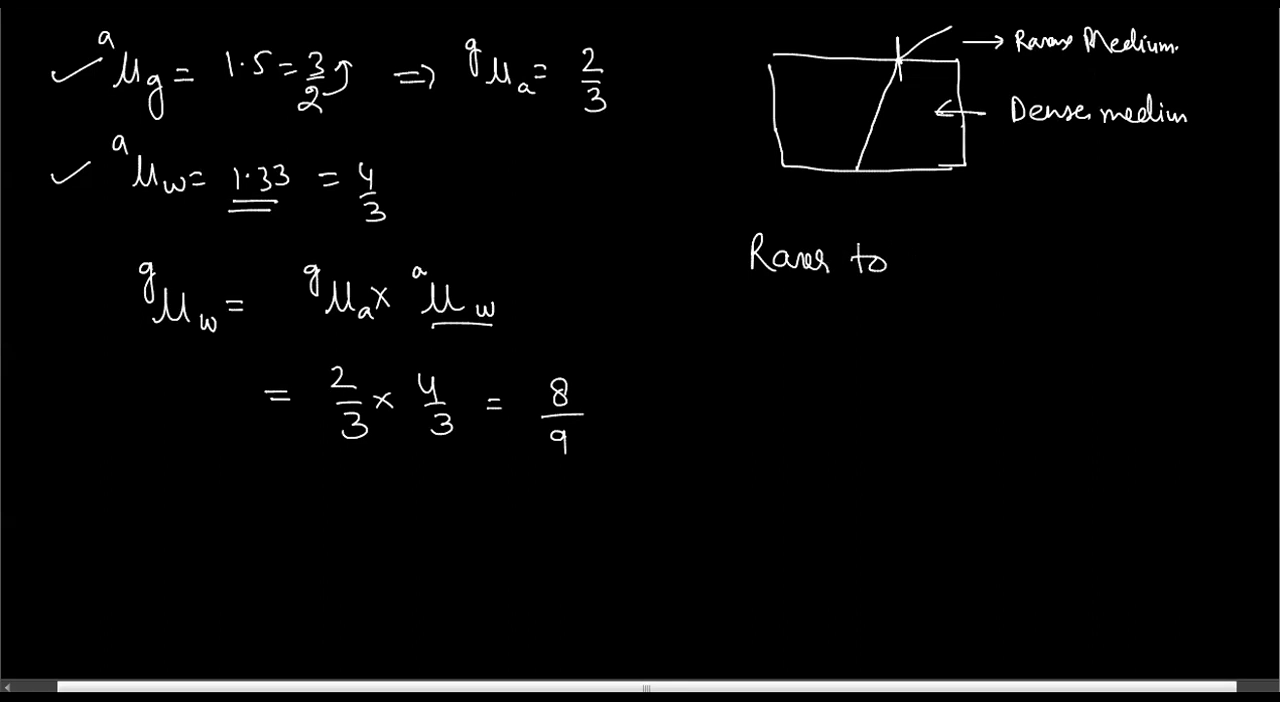 ᵃμg = 1.5 = 3/2 ⇒ ᵍμₐ = 2/3
ᵃμw = 1.33 = 4/3
ᵍμw = ᵍμₐ × ᵃμw
= 2/3 × 4/3 = 8/9
→ Rarer Medium.
← Denser medium
Rarer to